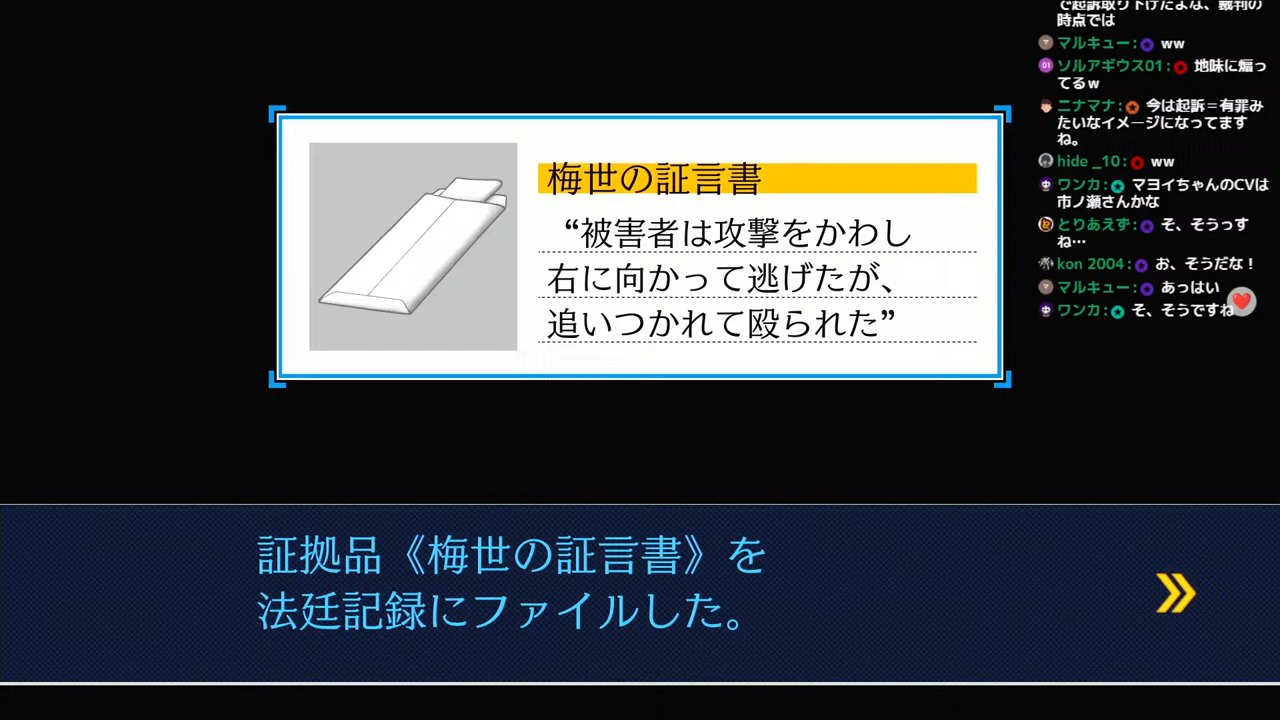 梅世の証言書
“被害者は攻撃をかわし
右に向かって逃げたが、
追いつかれて殴られた”
証拠品《梅世の証言書》を
法廷記録にファイルした。
で起訴取り下げたよな、裁判の
時点では
マルキュー: ww
ソルアギウス01: 地味に煽っ
てるw
ニナマナ: 今は起訴=有罪み
たいなイメージになってます
ね。
hide _10: ww
ワンカ: マヨイちゃんのCVは
市ノ瀬さんかな
とりあえず: そ、そうっす
ね…
kon 2004: お、そうだな!
マルキュー: あっはい
ワンカ: そ、そうですね